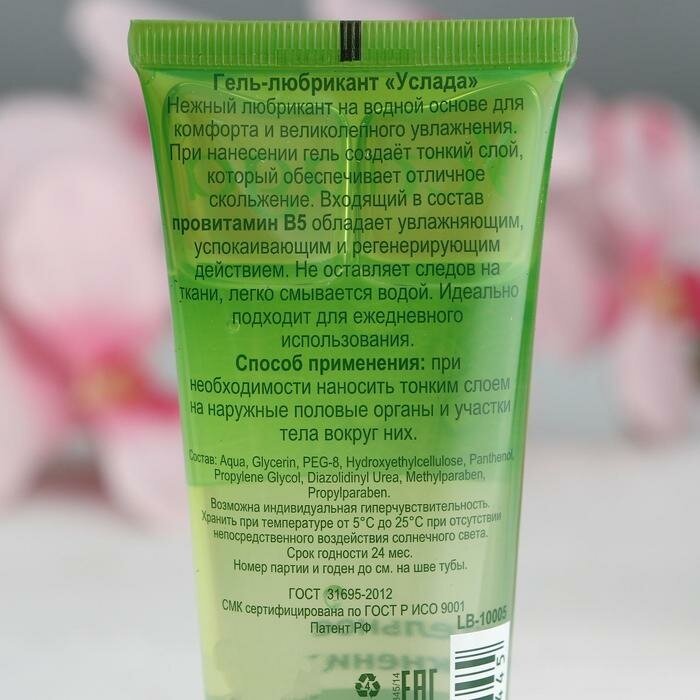 Гель-любрикант «Услада»
Нежный любрикант на водной основе для
комфорта и великолепного увлажнения.
При нанесении гель создаёт тонкий слой,
который обеспечивает отличное
скольжение. Входящий в состав
провитамин В5 обладает увлажняющим,
успокаивающим и регенерирующим
действием. Не оставляет следов на
ткани, легко смывается водой. Идеально
подходит для ежедневного
использования.
Способ применения: при
необходимости наносить тонким слоем
на наружные половые органы и участки
тела вокруг них.
Состав: Aqua, Glycerin, PEG-8, Hydroxyethylcellulose, Panthenol,
Propylene Glycol, Diazolidinyl Urea, Methylparaben,
Propylparaben.
Возможна индивидуальная гиперчувствительность.
Хранить при температуре от 5°С до 25°С при отсутствии
непосредственного воздействия солнечного света.
Срок годности 24 мес.
Номер партии и годен до см. на шве тубы.
ГОСТ 31695-2012
СМК сертифицирована по ГОСТ Р ИСО 9001
Патент РФ
LB-10005
4
EAC